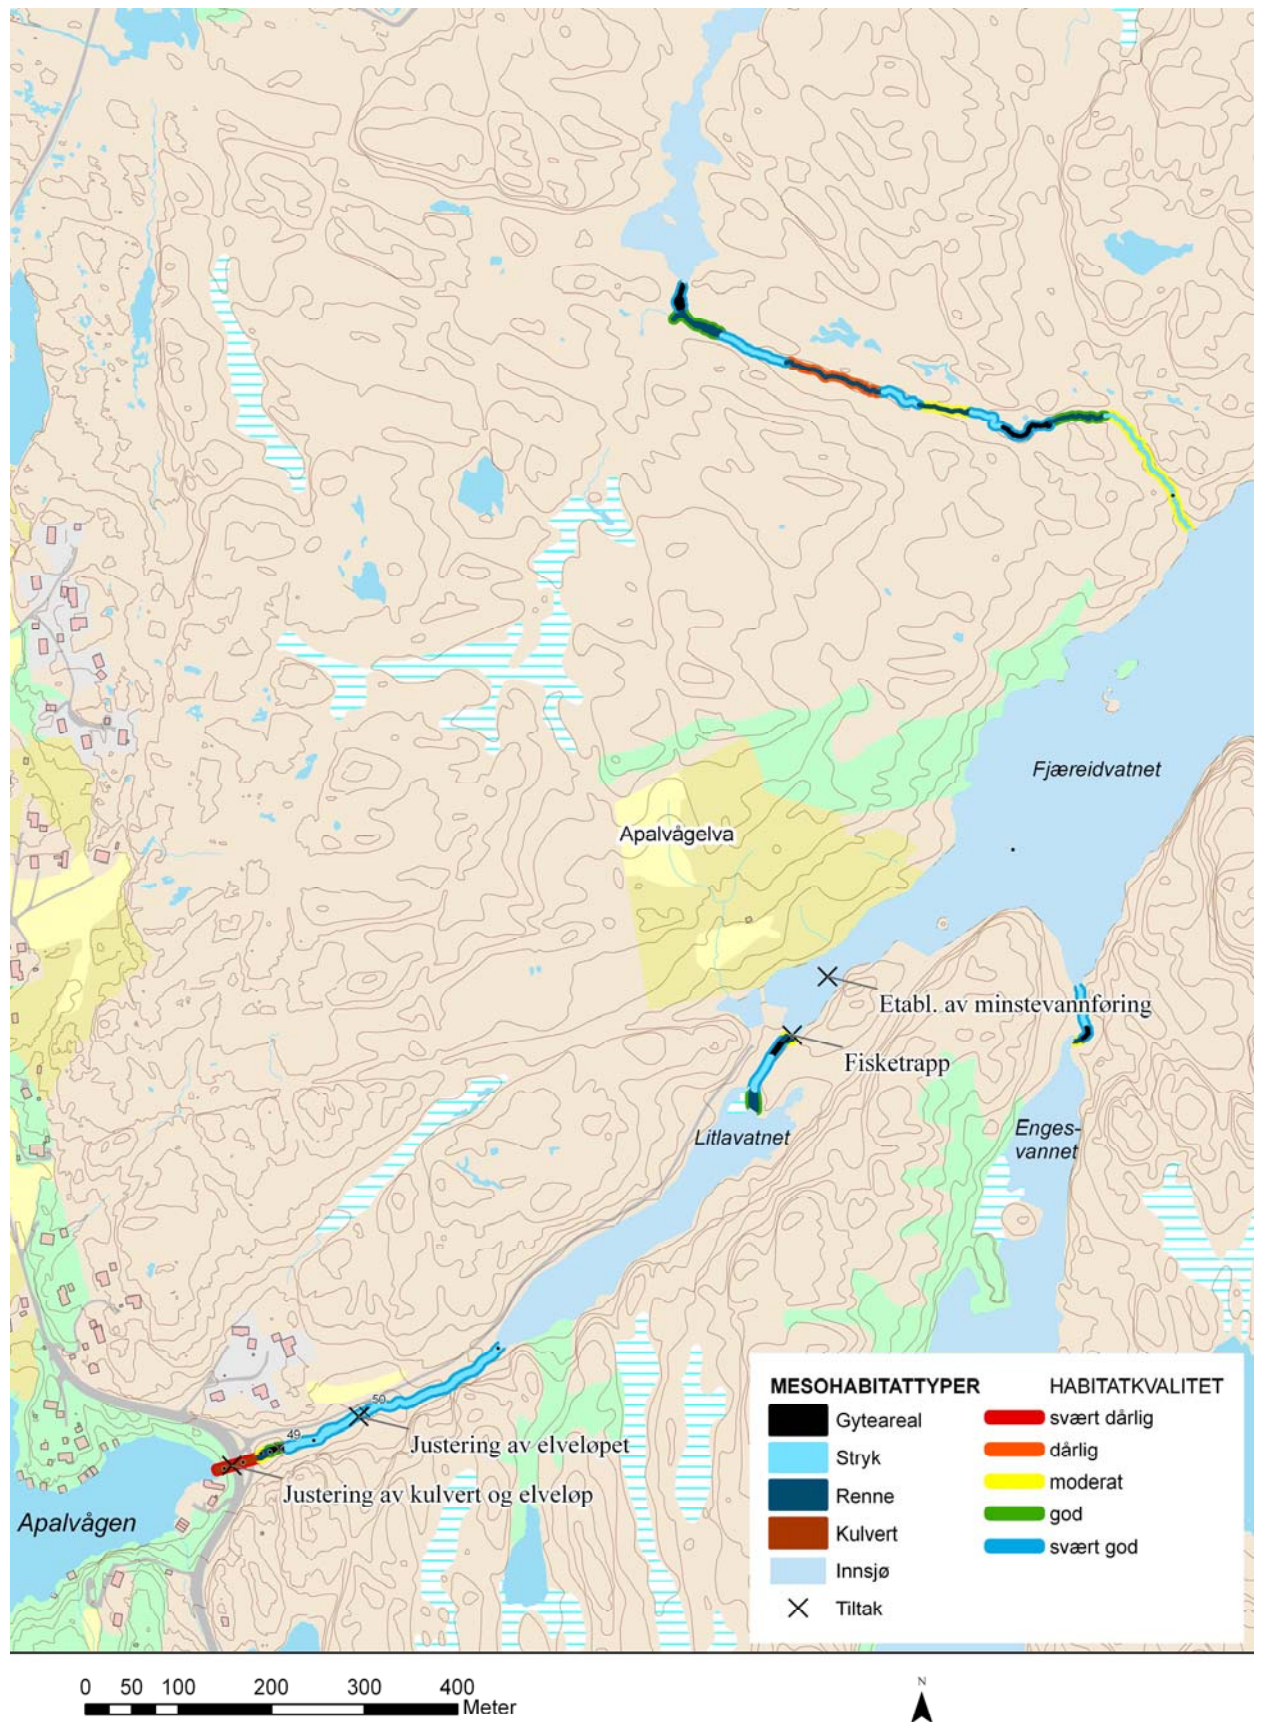 Fjæreidvatnet
Apalvågelva
Etabl. av minstevannføring
Fisketrapp
Litlavatnet
Enges-
vannet
50
49
Justering av elveløpet
Justering av kulvert og elveløp
Apalvågen
MESOHABITATTYPER
Gyteareal
Stryk
Renne
Kulvert
Innsjø
Tiltak
HABITATKVALITET
svært dårlig
dårlig
moderat
god
svært god
0 50 100 200 300 400
Meter
N